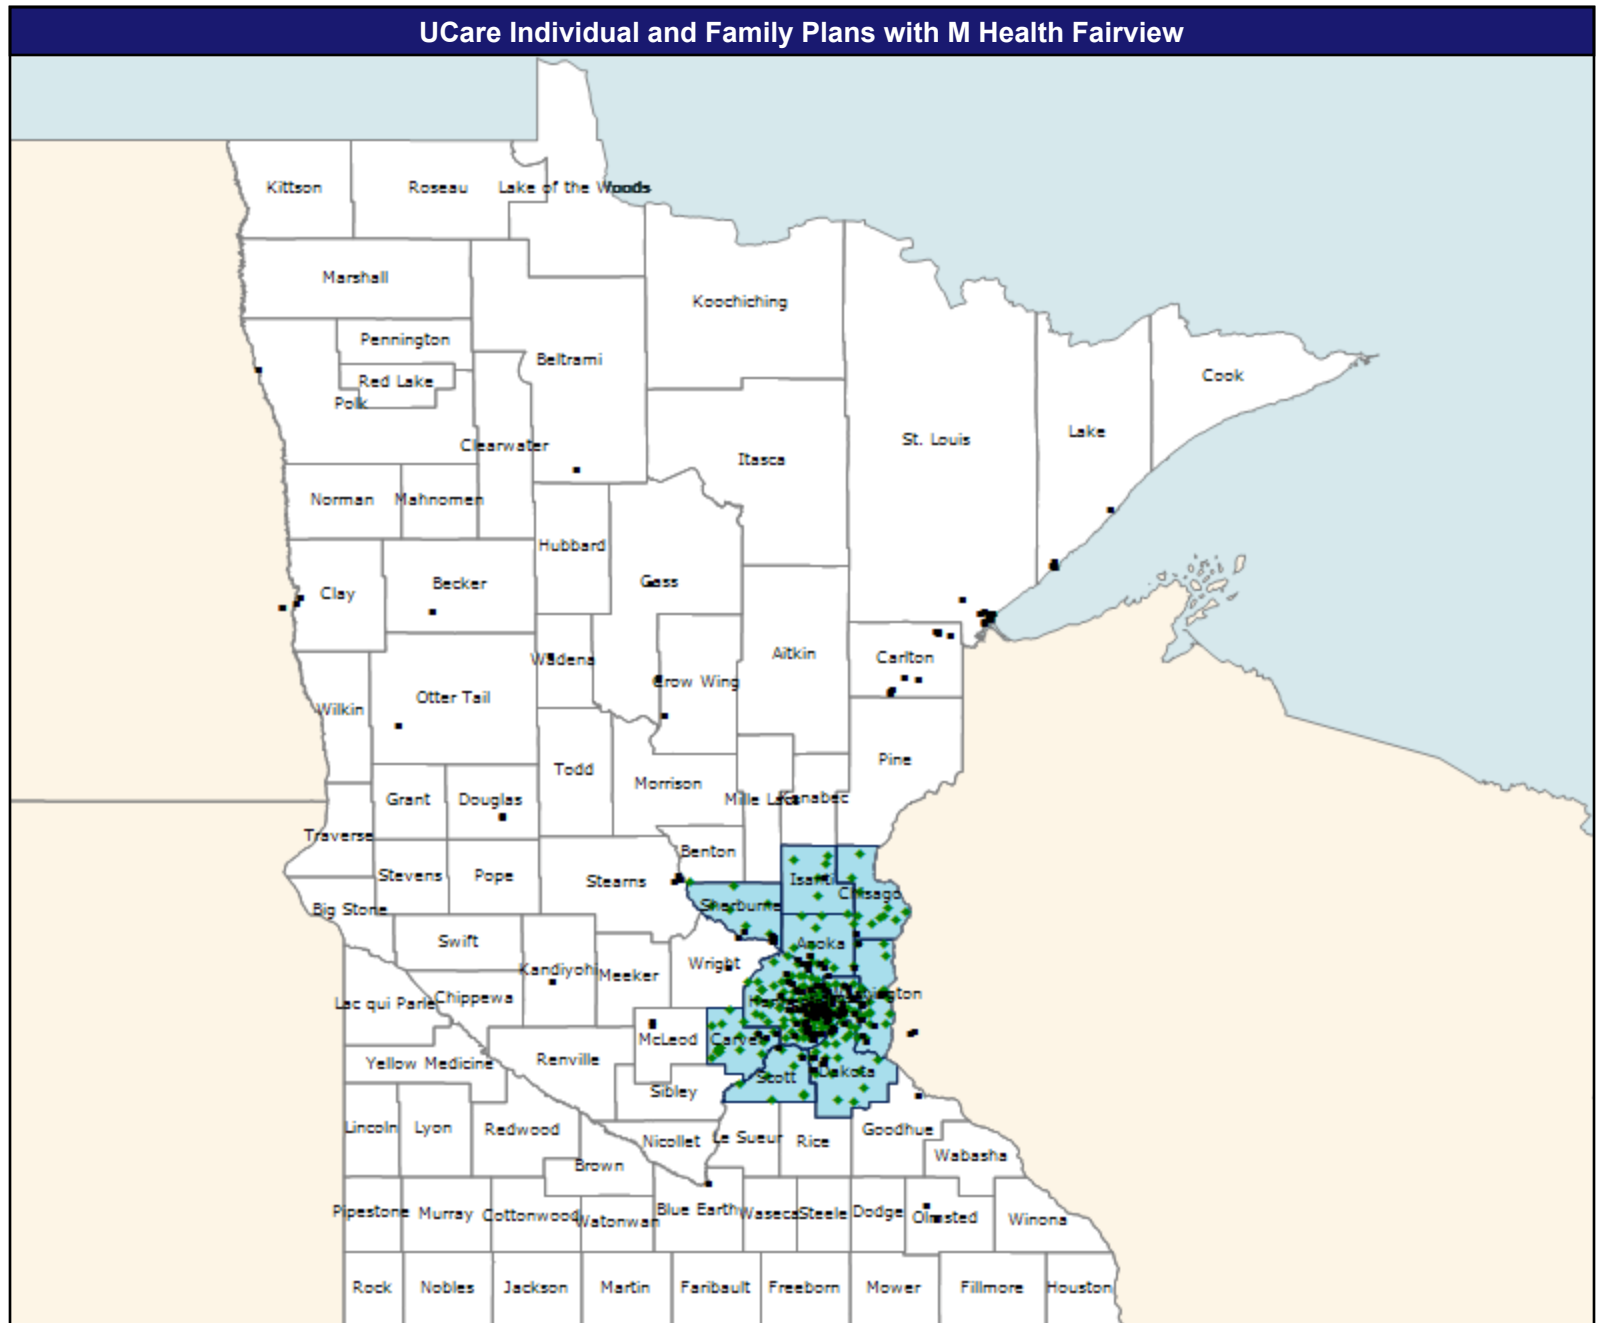 UCare Individual and Family Plans with M Health Fairview
Kittson
Roseau
Lake of the Woods
Marshall
Koochiching
Pennington
Beltrami
Red Lake
Cook
Polk
Lake
St. Louis
Clearwater
Itasca
Norman
Mahnomen
Hubbard
Cass
Becker
Clay
Aitkin
Carlton
Wadena
Crow Wing
Otter Tail
Wilkin
Pine
Todd
Morrison
Grant
Douglas
Mille Lacs
Kanabec
Traverse
Benton
Stevens
Pope
Stearns
Isanti
Chisago
Sherburne
Big Stone
Swift
Anoka
Wright
Kandiyohi
Meeker
Washington
Lac qui Parle
Chippewa
McLeod
Carver
Yellow Medicine
Renville
Scott
Dakota
Sibley
Lincoln
Lyon
Redwood
Nicollet
Le Sueur
Rice
Goodhue
Wabasha
Brown
Pipestone
Murray
Cottonwood
Watonwan
Blue Earth
Waseca
Steele
Dodge
Olmsted
Winona
Rock
Nobles
Jackson
Martin
Faribault
Freeborn
Mower
Fillmore
Houston